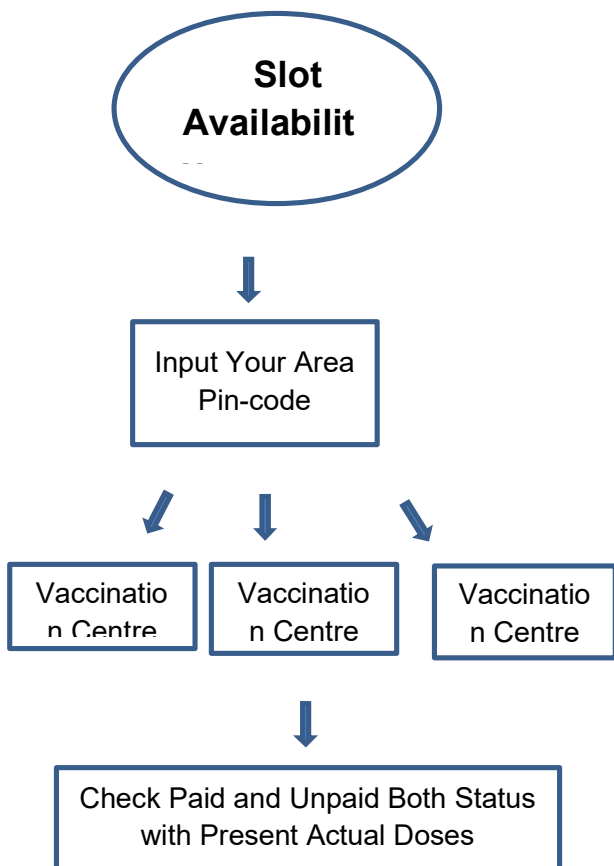 Slot
Availabilit
Input Your Area
Pin-code
Vaccinatio
n Centre
Vaccinatio
n Centre
Vaccinatio
n Centre
Check Paid and Unpaid Both Status
with Present Actual Doses